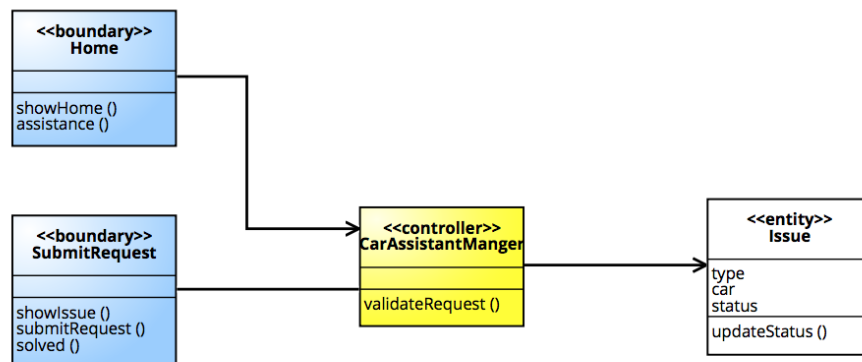 <<boundary>>
Home
showHome ()
assistance ()
<<boundary>>
SubmitRequest
showIssue ()
submitRequest ()
solved ()
<<controller>>
CarAssistantManger
validateRequest ()
<<entity>>
Issue
type
car
status
updateStatus ()